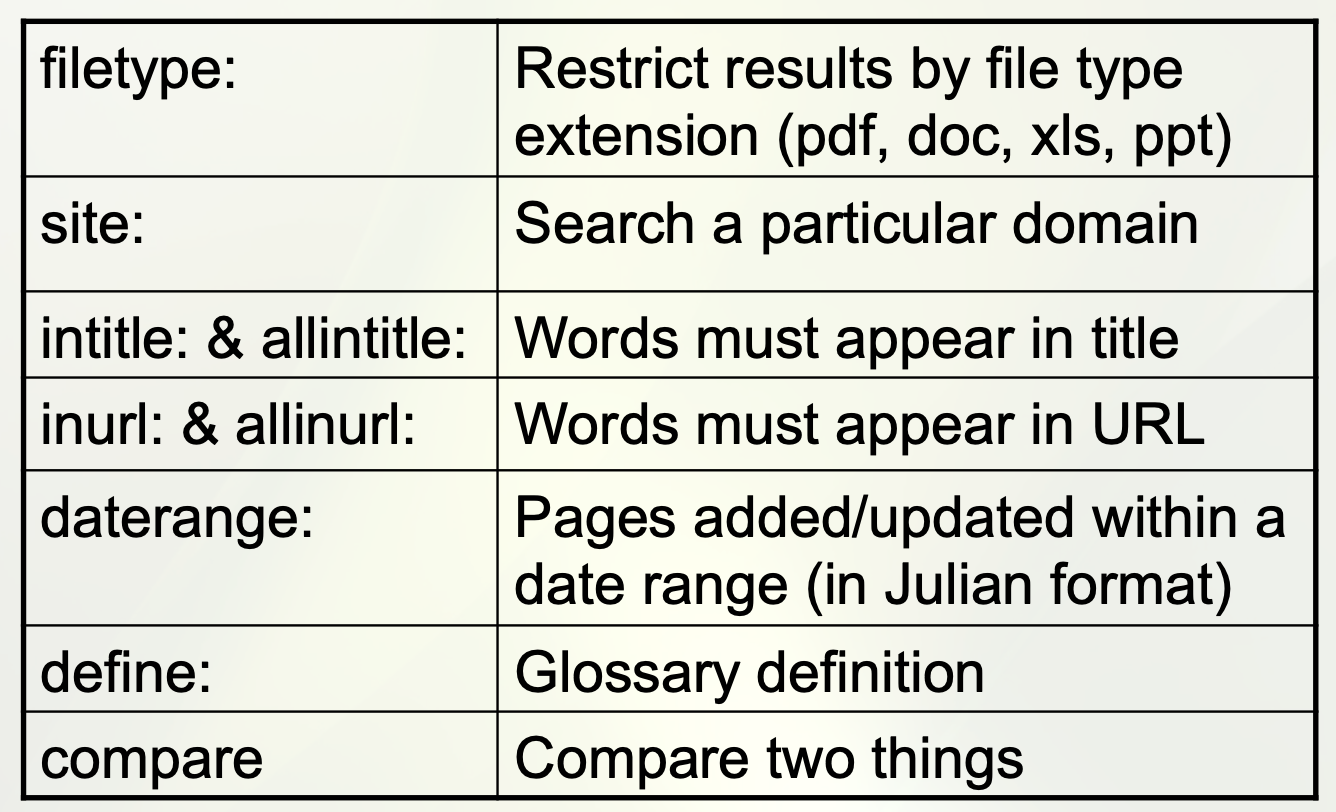 filetype:
Restrict results by file type
extension (pdf, doc, xls, ppt)
site:
Search a particular domain
intitle: & allintitle:
Words must appear in title
inurl: & allinurl:
Words must appear in URL
daterange:
Pages added/updated within a
date range (in Julian format)
define:
Glossary definition
compare
Compare two things